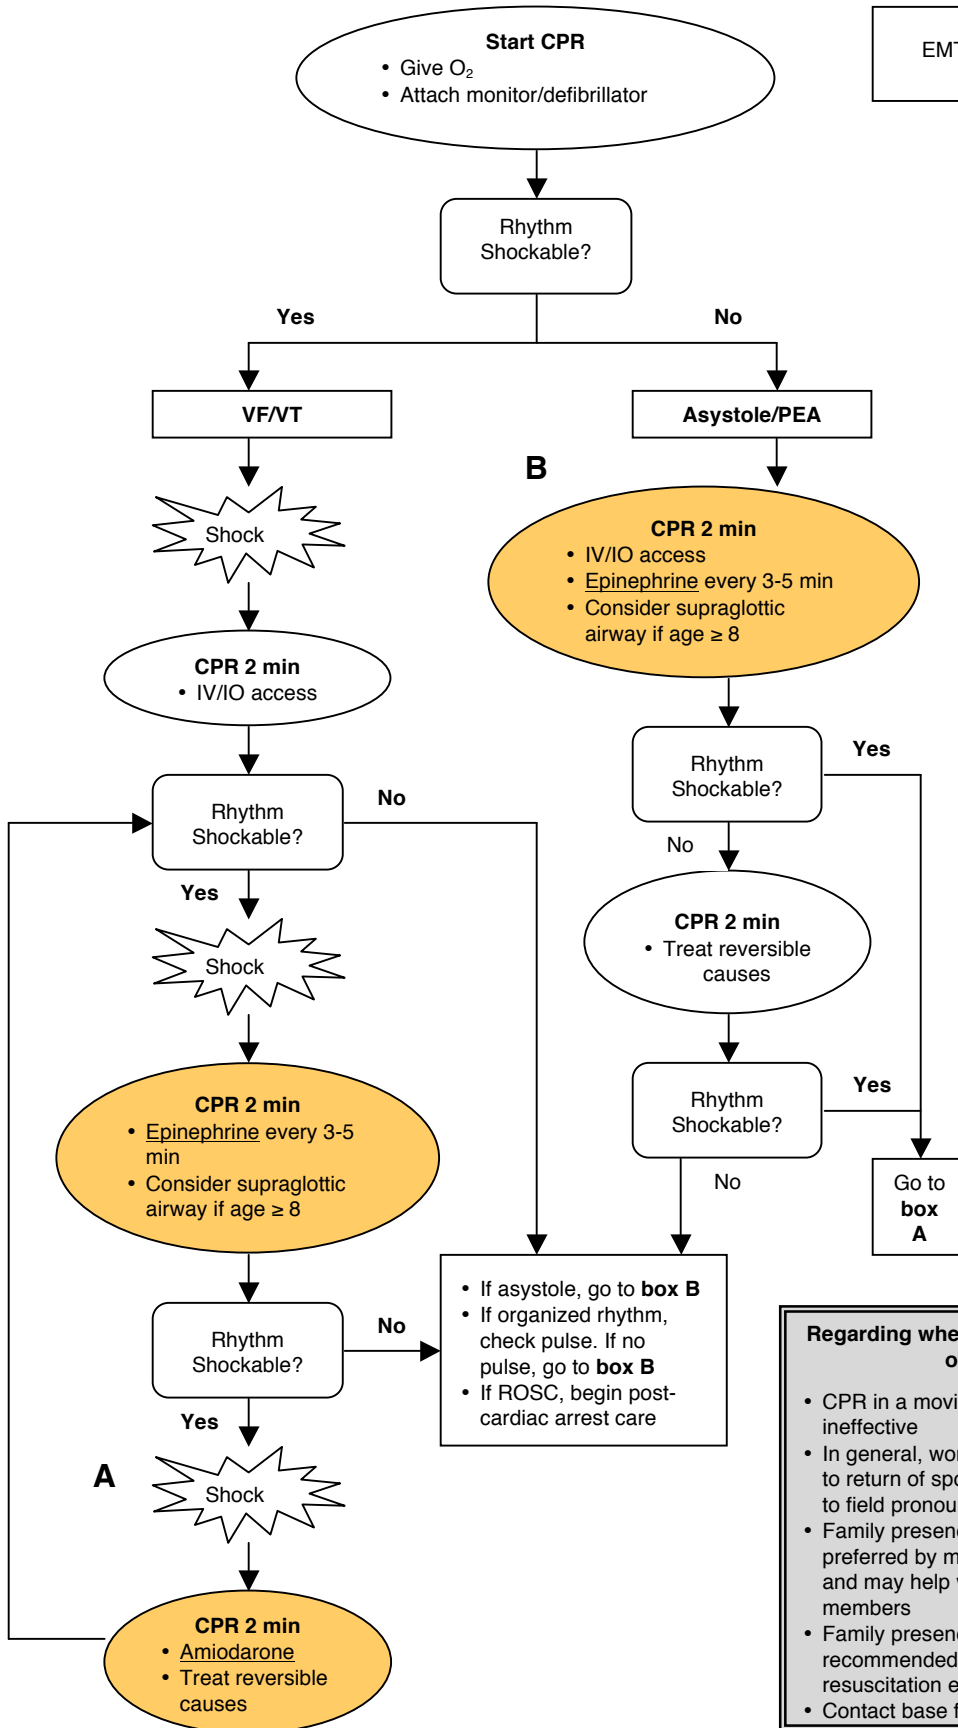 Start CPR
• Give O₂
• Attach monitor/defibrillator
EMT
Rhythm
Shockable?
Yes
No
VF/VT
Asystole/PEA
B
Shock
CPR 2 min
• IV/IO access
• Epinephrine every 3-5 min
• Consider supraglottic
airway if age ≥ 8
CPR 2 min
• IV/IO access
Rhythm
Shockable?
Yes
No
Rhythm
Shockable?
No
Yes
Shock
CPR 2 min
• Treat reversible
causes
CPR 2 min
• Epinephrine every 3-5
min
• Consider supraglottic
airway if age ≥ 8
Rhythm
Shockable?
Yes
No
Go to
box
A
Rhythm
Shockable?
No
Yes
• If asystole, go to box B
• If organized rhythm,
check pulse. If no
pulse, go to box B
• If ROSC, begin post-
cardiac arrest care
A
Shock
CPR 2 min
• Amiodarone
• Treat reversible
causes
Regarding whe
o
• CPR in a movi
ineffective
• In general, wor
to return of spo
to field pronou
• Family presenc
preferred by m
and may help
members
• Family presenc
recommended
resuscitation e
• Contact base f